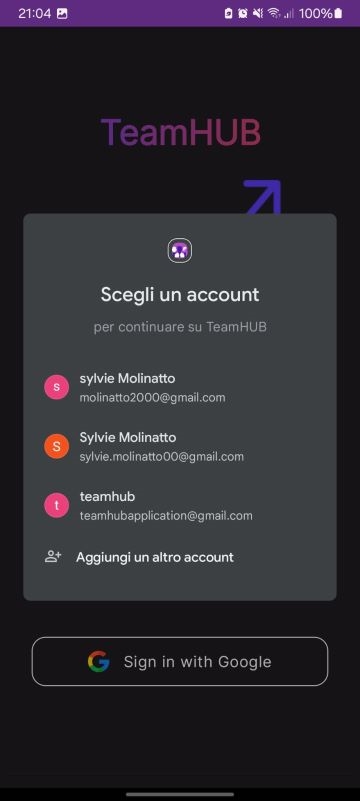 21:04 100%
TeamHUB
Scegli un account
per continuare su TeamHUB
s sylvie Molinatto
molinatto2000@gmail.com
S Sylvie Molinatto
sylvie.molinatto00@gmail.com
t teamhub
teamhubapplication@gmail.com
Aggiungi un altro account
Sign in with Google